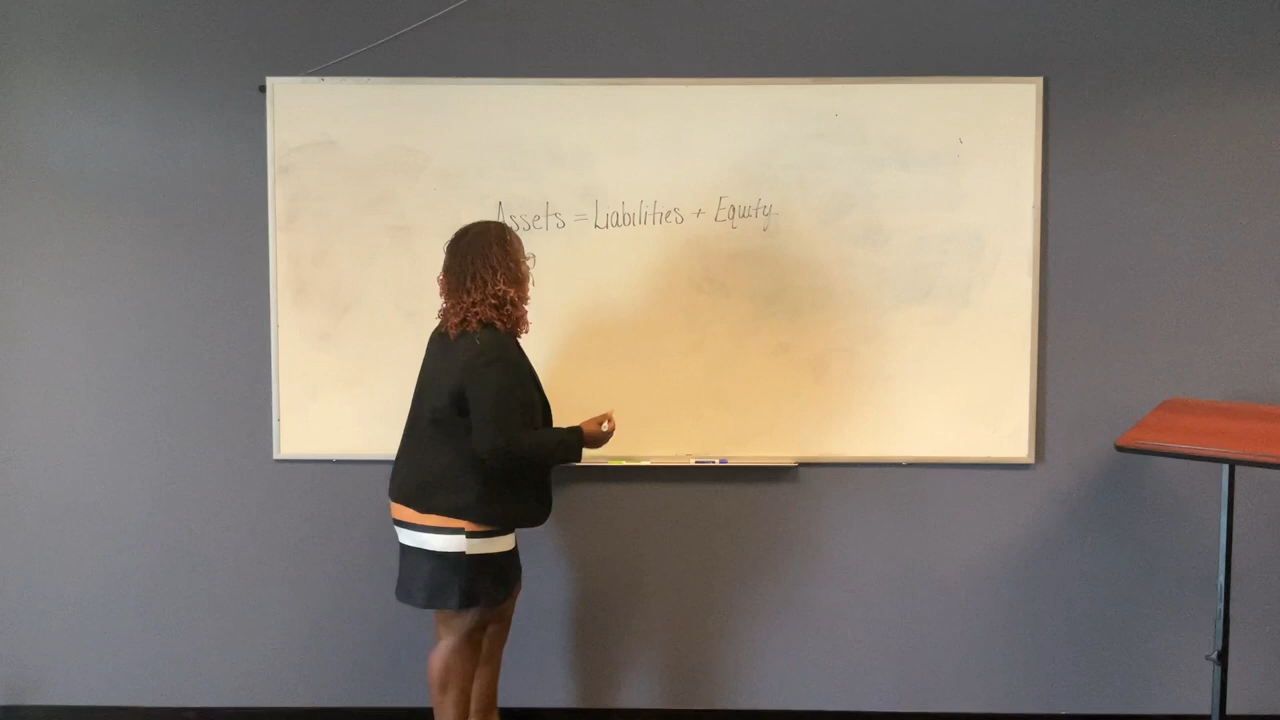 Assets = Liabilities + Equity